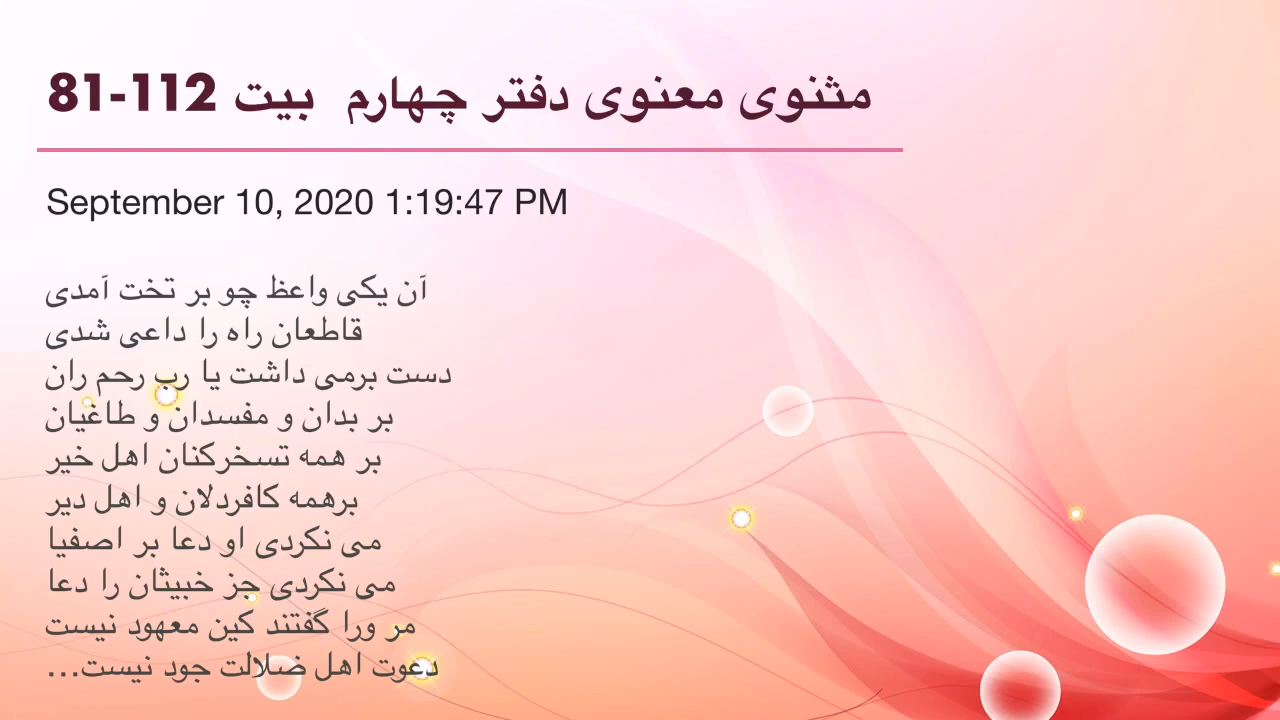 مثنوی معنوی دفتر چهارم بیت 112-81
September 10, 2020 1:19:47 PM
آن یکی واعظ چو بر تخت آمدی
قاطعان راه را داعی شدی
دست برمی داشت یا رب رحم ران
بر بدان و مفسدان و طاغیان
بر همه تسخرکنان اهل خیر
برهمه کافردلان و اهل دیر
می نکردی او دعا بر اصفیا
می نکردی جز خبیثان را دعا
مر ورا گفتند کین معهود نیست
دعوت اهل ضلالت جود نیست...